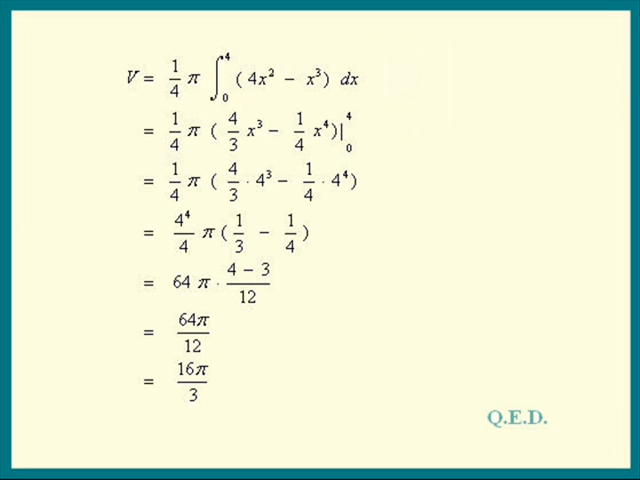 V = 1/4 π ∫₀⁴ ( 4x² − x³ ) dx
= 1/4 π ( 4/3 x³ − 1/4 x⁴ )|₀⁴
= 1/4 π ( 4/3 · 4³ − 1/4 · 4⁴ )
= 4⁴/4 π ( 1/3 − 1/4 )
= 64 π · (4 − 3)/12
= 64π/12
= 16π/3
Q.E.D.